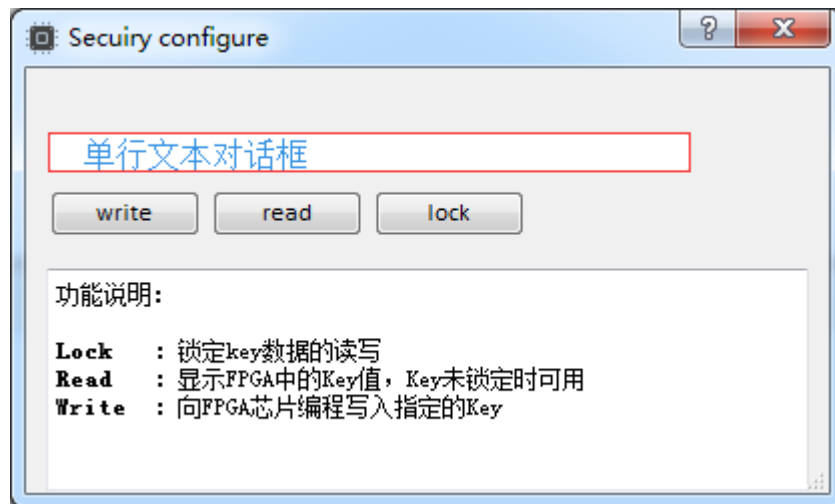 Secuiry configure
单行文本对话框
write read lock
功能说明:
Lock : 锁定key数据的读写
Read : 显示FPGA中的Key值，Key未锁定时可用
Write : 向FPGA芯片编程写入指定的Key